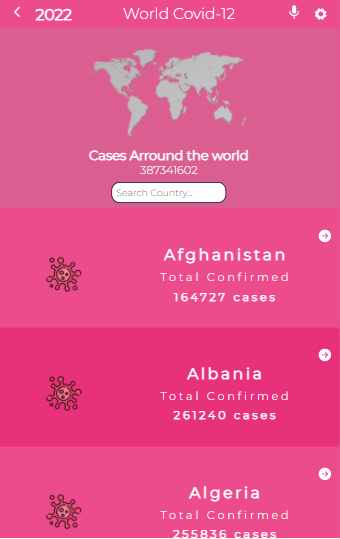 2022 World Covid-12
Cases Arround the world
387341602
Search Country...
Afghanistan
Total Confirmed
164727 cases
Albania
Total Confirmed
261240 cases
Algeria
Total Confirmed
255836 cases